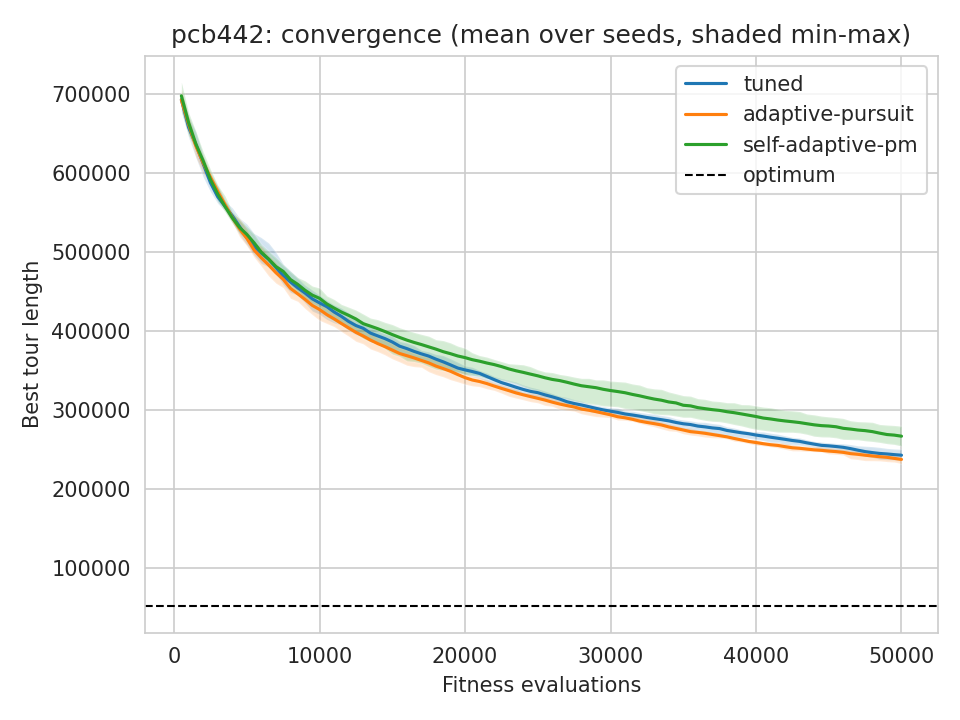 pcb442: convergence (mean over seeds, shaded min-max)
tuned
adaptive-pursuit
self-adaptive-pm
optimum
Best tour length
700000
600000
500000
400000
300000
200000
100000
0 10000 20000 30000 40000 50000
Fitness evaluations